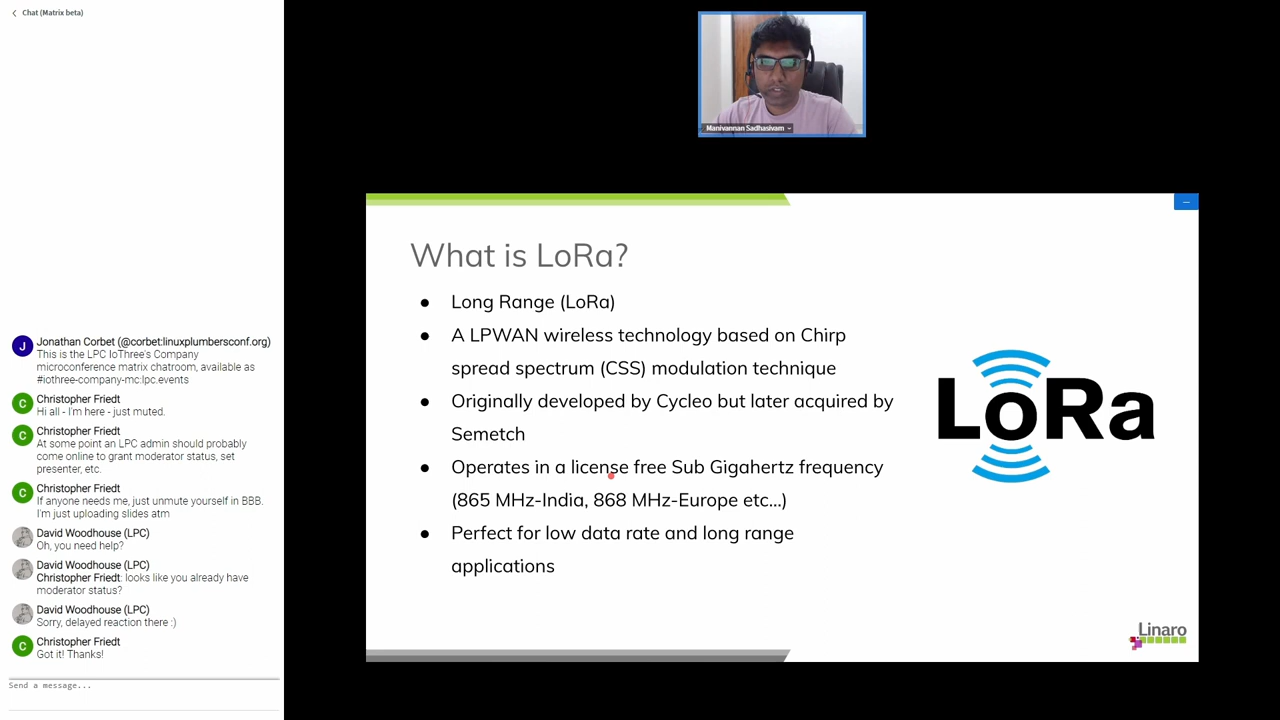 Chat (Matrix beta)
Jonathan Corbet (@corbet:linuxplumbersconf.org)
This is the LPC IoThree's Company
microconference matrix chatroom, available as
#iothree-company-mc:lpc.events
Christopher Friedt
Hi all - I'm here - just muted.
Christopher Friedt
At some point an LPC admin should probably
come online to grant moderator status, set
presenter, etc.
Christopher Friedt
If anyone needs me, just unmute yourself in BBB.
I'm just uploading slides atm
David Woodhouse (LPC)
Oh, you need help?
David Woodhouse (LPC)
Christopher Friedt: looks like you already have
moderator status?
David Woodhouse (LPC)
Sorry, delayed reaction there :)
Christopher Friedt
Got it! Thanks!
Send a message...
Manivannan Sadhasivam
What is LoRa?
● Long Range (LoRa)
● A LPWAN wireless technology based on Chirp
spread spectrum (CSS) modulation technique
● Originally developed by Cycleo but later acquired by
Semetch
● Operates in a license free Sub Gigahertz frequency
(865 MHz-India, 868 MHz-Europe etc...)
● Perfect for low data rate and long range
applications
LoRa
Linaro